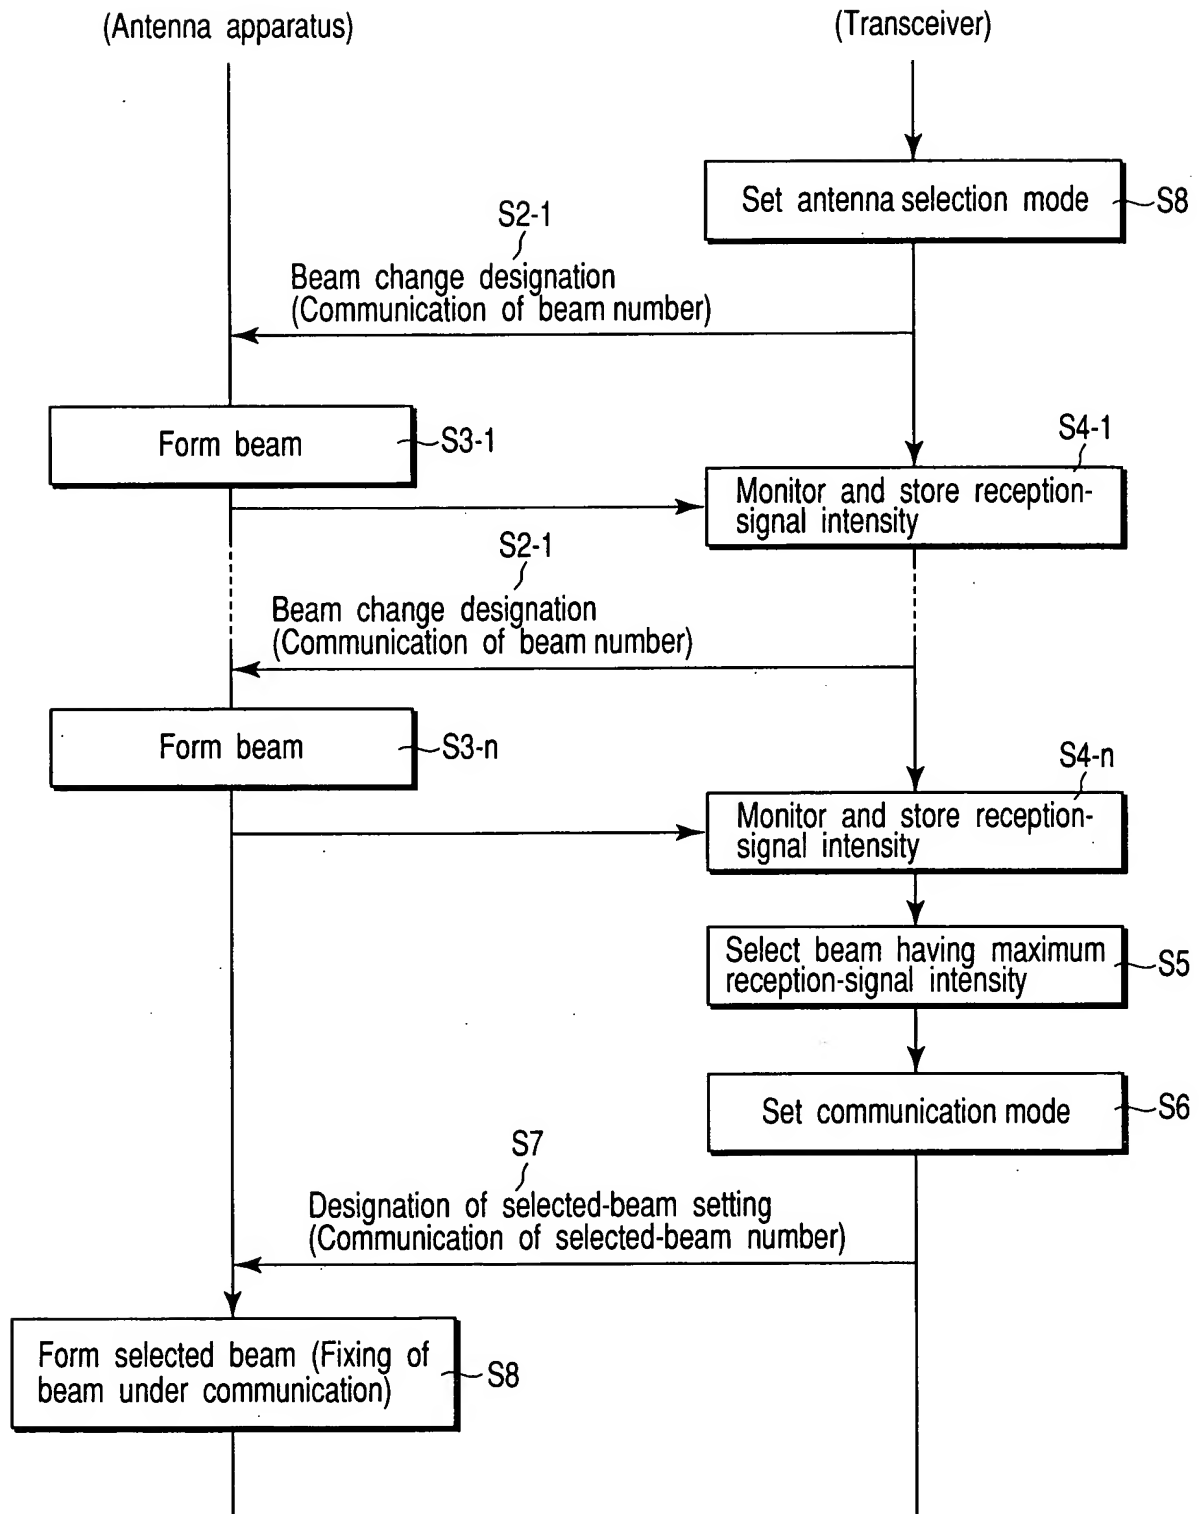 (Antenna apparatus)
(Transceiver)
Set antenna selection mode
S8
S2-1
Beam change designation
(Communication of beam number)
Form beam
S3-1
S4-1
Monitor and store reception-
signal intensity
S2-1
Beam change designation
(Communication of beam number)
Form beam
S3-n
S4-n
Monitor and store reception-
signal intensity
Select beam having maximum
reception-signal intensity
S5
Set communication mode
S6
S7
Designation of selected-beam setting
(Communication of selected-beam number)
Form selected beam (Fixing of
beam under communication)
S8